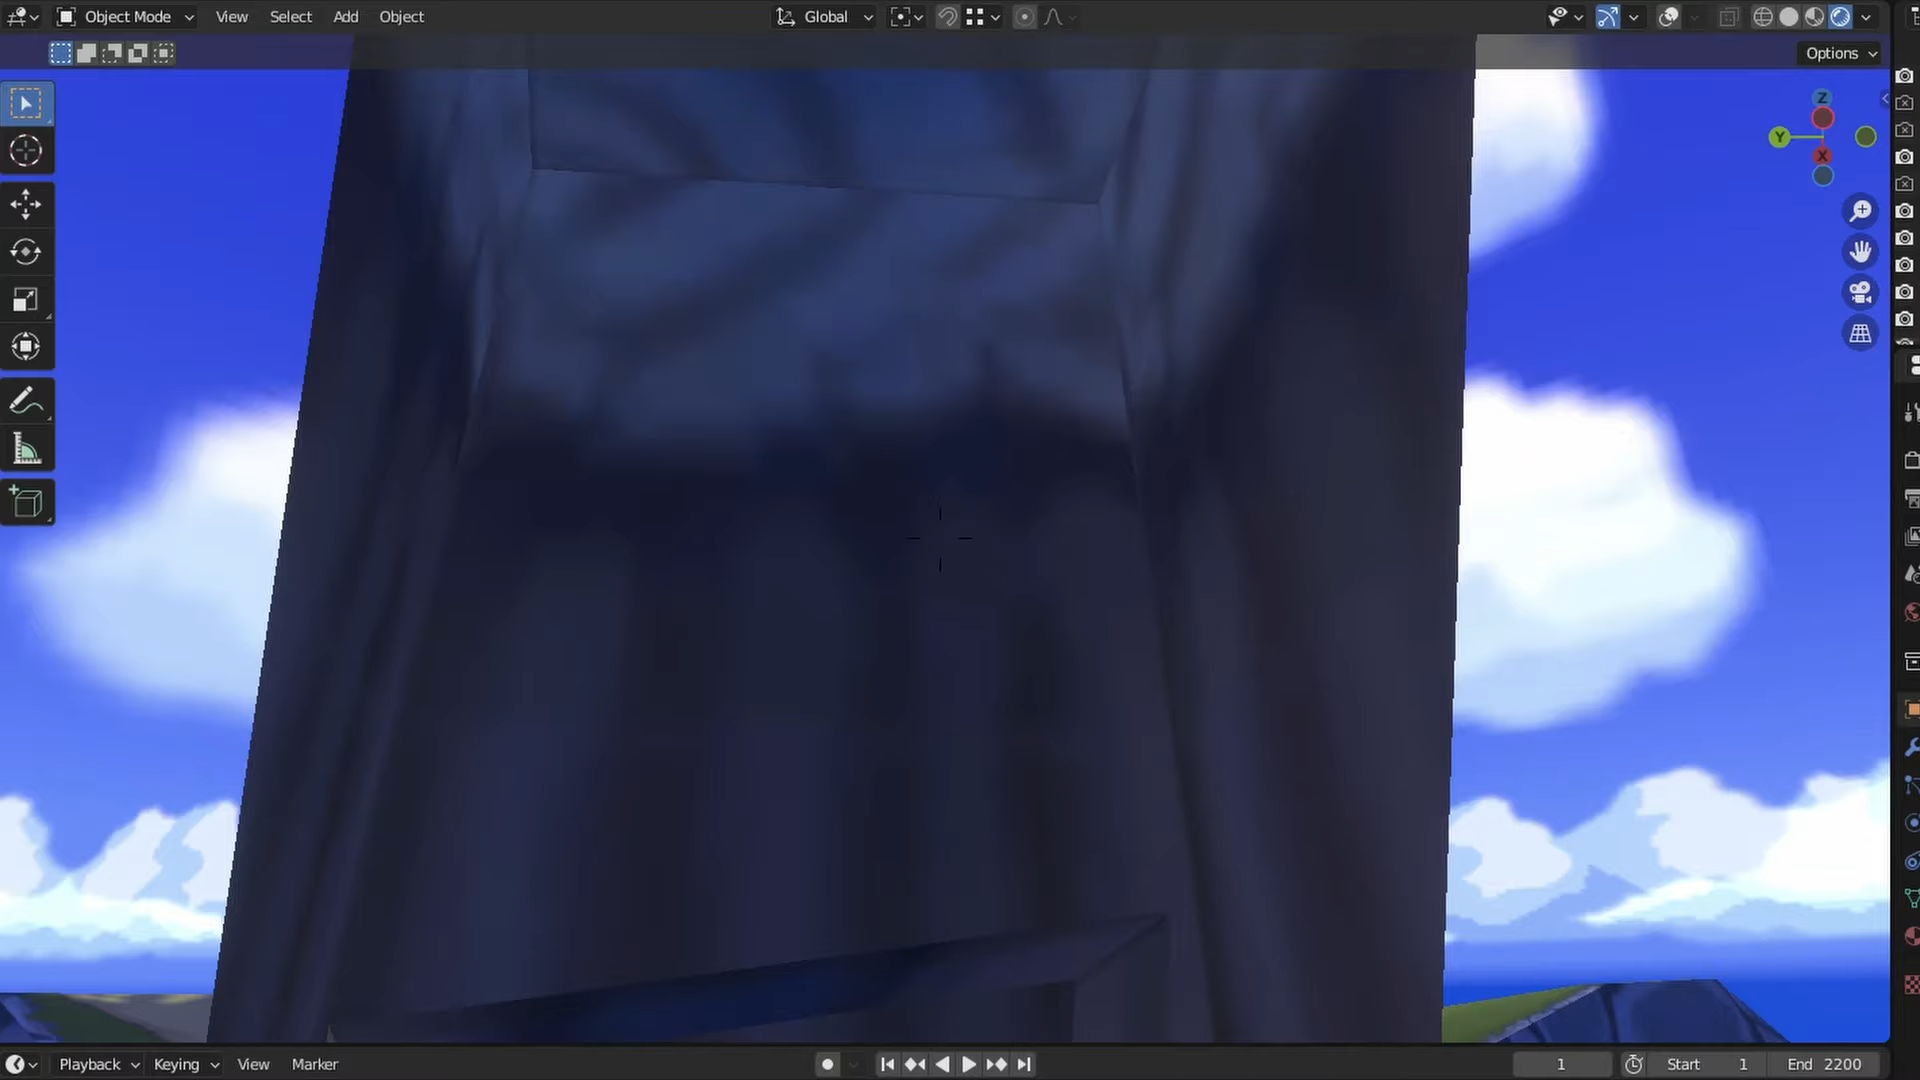 Object Mode View Select Add Object Global
Options
Z
Y
X
Playback Keying View Marker 1 Start 1 End 2200